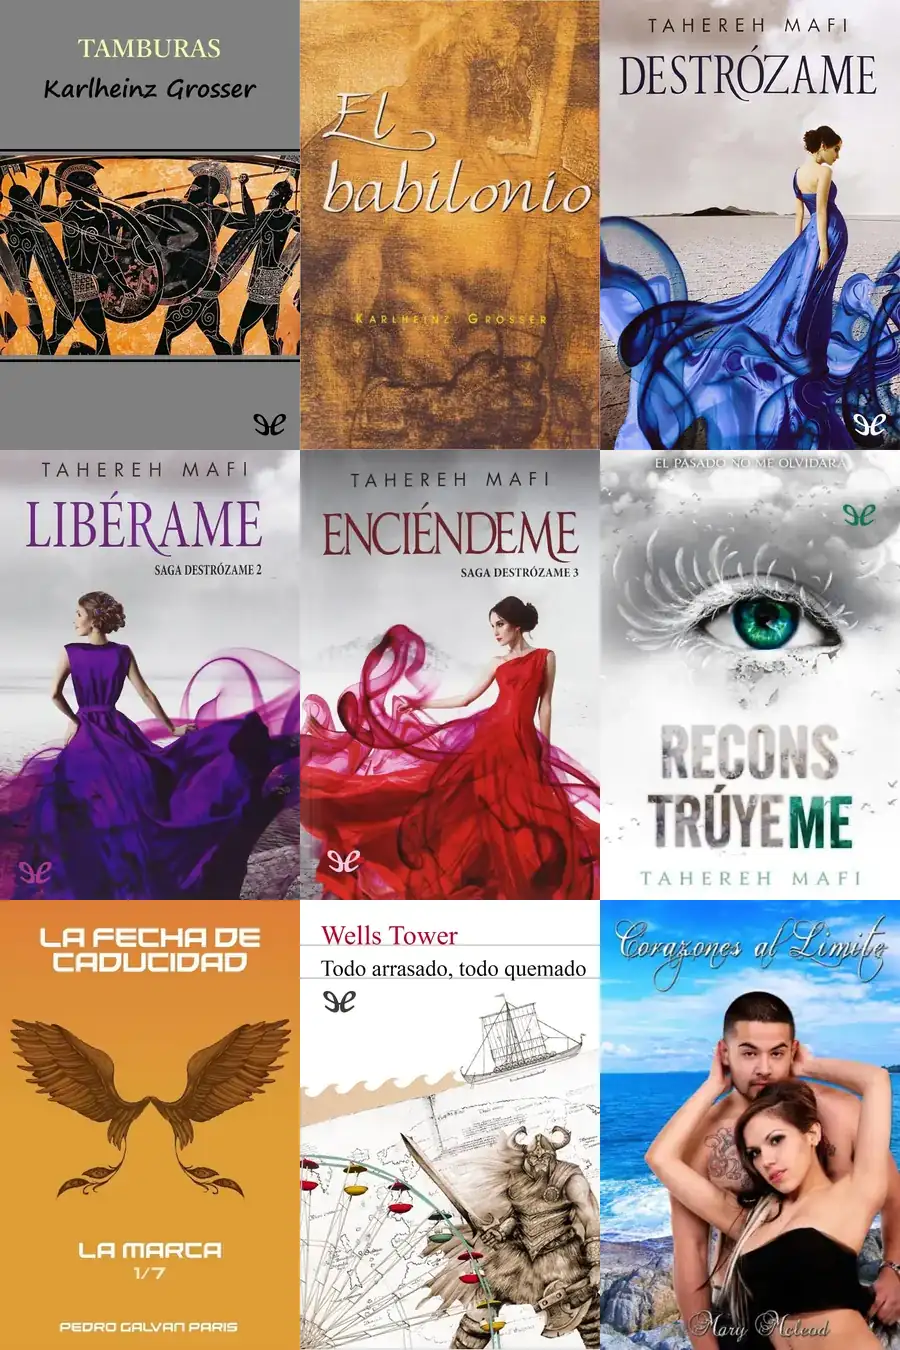 TAMBURAS
Karlheinz Grosser
El
babilonio
KARLHEINZ GROSSER
TAHEREH MAFI
DESTRÓZAME
TAHEREH MAFI
LIBÉRAME
SAGA DESTRÓZAME 2
TAHEREH MAFI
ENCIÉNDEME
SAGA DESTRÓZAME 3
EL PASADO NO ME OLVIDARÁ
RECONS
TRÚYEME
TAHEREH MAFI
LA FECHA DE
CADUCIDAD
LA MARCA
1/7
PEDRO GALVAN PARIS
Wells Tower
Todo arrasado, todo quemado
Corazones al Limite
Mary Mcleod